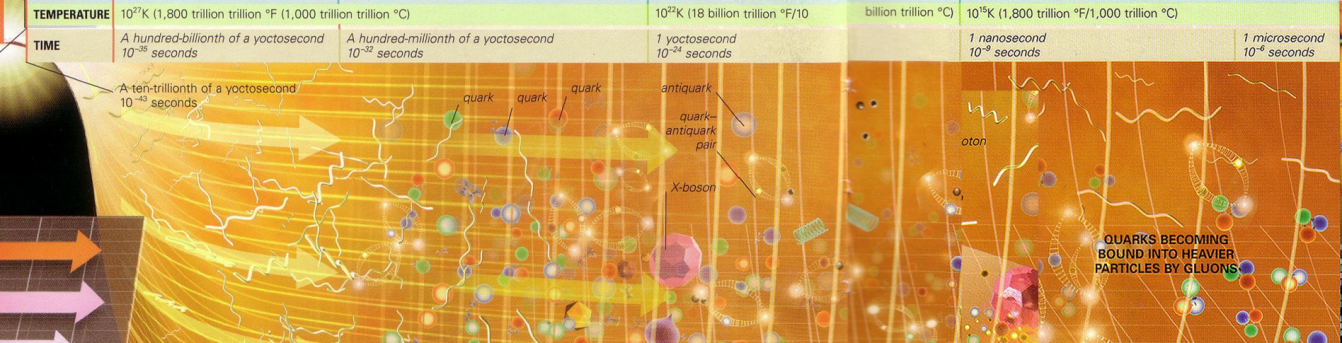 TEMPERATURE
10²⁷K (1,800 trillion trillion °F (1,000 trillion trillion °C)
10²²K (18 billion trillion °F/10
billion trillion °C)
10¹⁵K (1,800 trillion °F/1,000 trillion °C)
TIME
A hundred-billionth of a yoctosecond
10⁻³⁵ seconds
A hundred-millionth of a yoctosecond
10⁻³² seconds
1 yoctosecond
10⁻²⁴ seconds
1 nanosecond
10⁻⁹ seconds
1 microsecond
10⁻⁶ seconds
A ten-trillionth of a yoctosecond
10⁻⁴³ seconds
quark
quark
quark
antiquark
quark–
antiquark
pair
X-boson
oton
QUARKS BECOMING
BOUND INTO HEAVIER
PARTICLES BY GLUONS